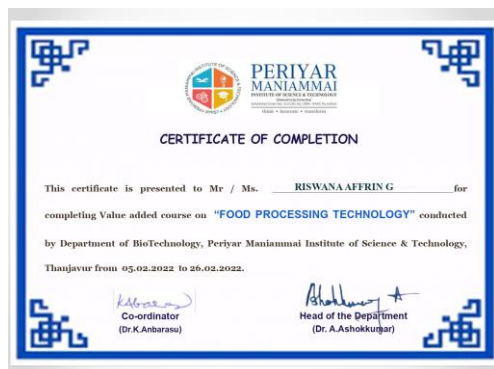 PERIYAR
MANIAMMAI
INSTITUTE OF SCIENCE & TECHNOLOGY
CERTIFICATE OF COMPLETION
This certificate is presented to Mr / Ms. RISWANA AFFRIN G for
completing Value added course on “FOOD PROCESSING TECHNOLOGY” conducted
by Department of BioTechnology, Periyar Maniammai Institute of Science & Technology,
Thanjavur from 05.02.2022 to 26.02.2022.
Co-ordinator
(Dr.K.Anbarasu)
Head of the Department
(Dr. A.Ashokkumar)